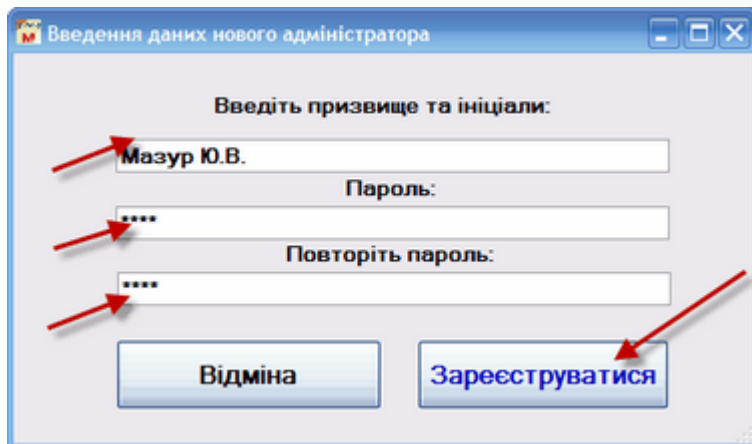 Введення даних нового адміністратора
Введіть призвище та ініціали:
Мазур Ю.В.
Пароль:
****
Повторіть пароль:
****
Відміна Зареєструватися